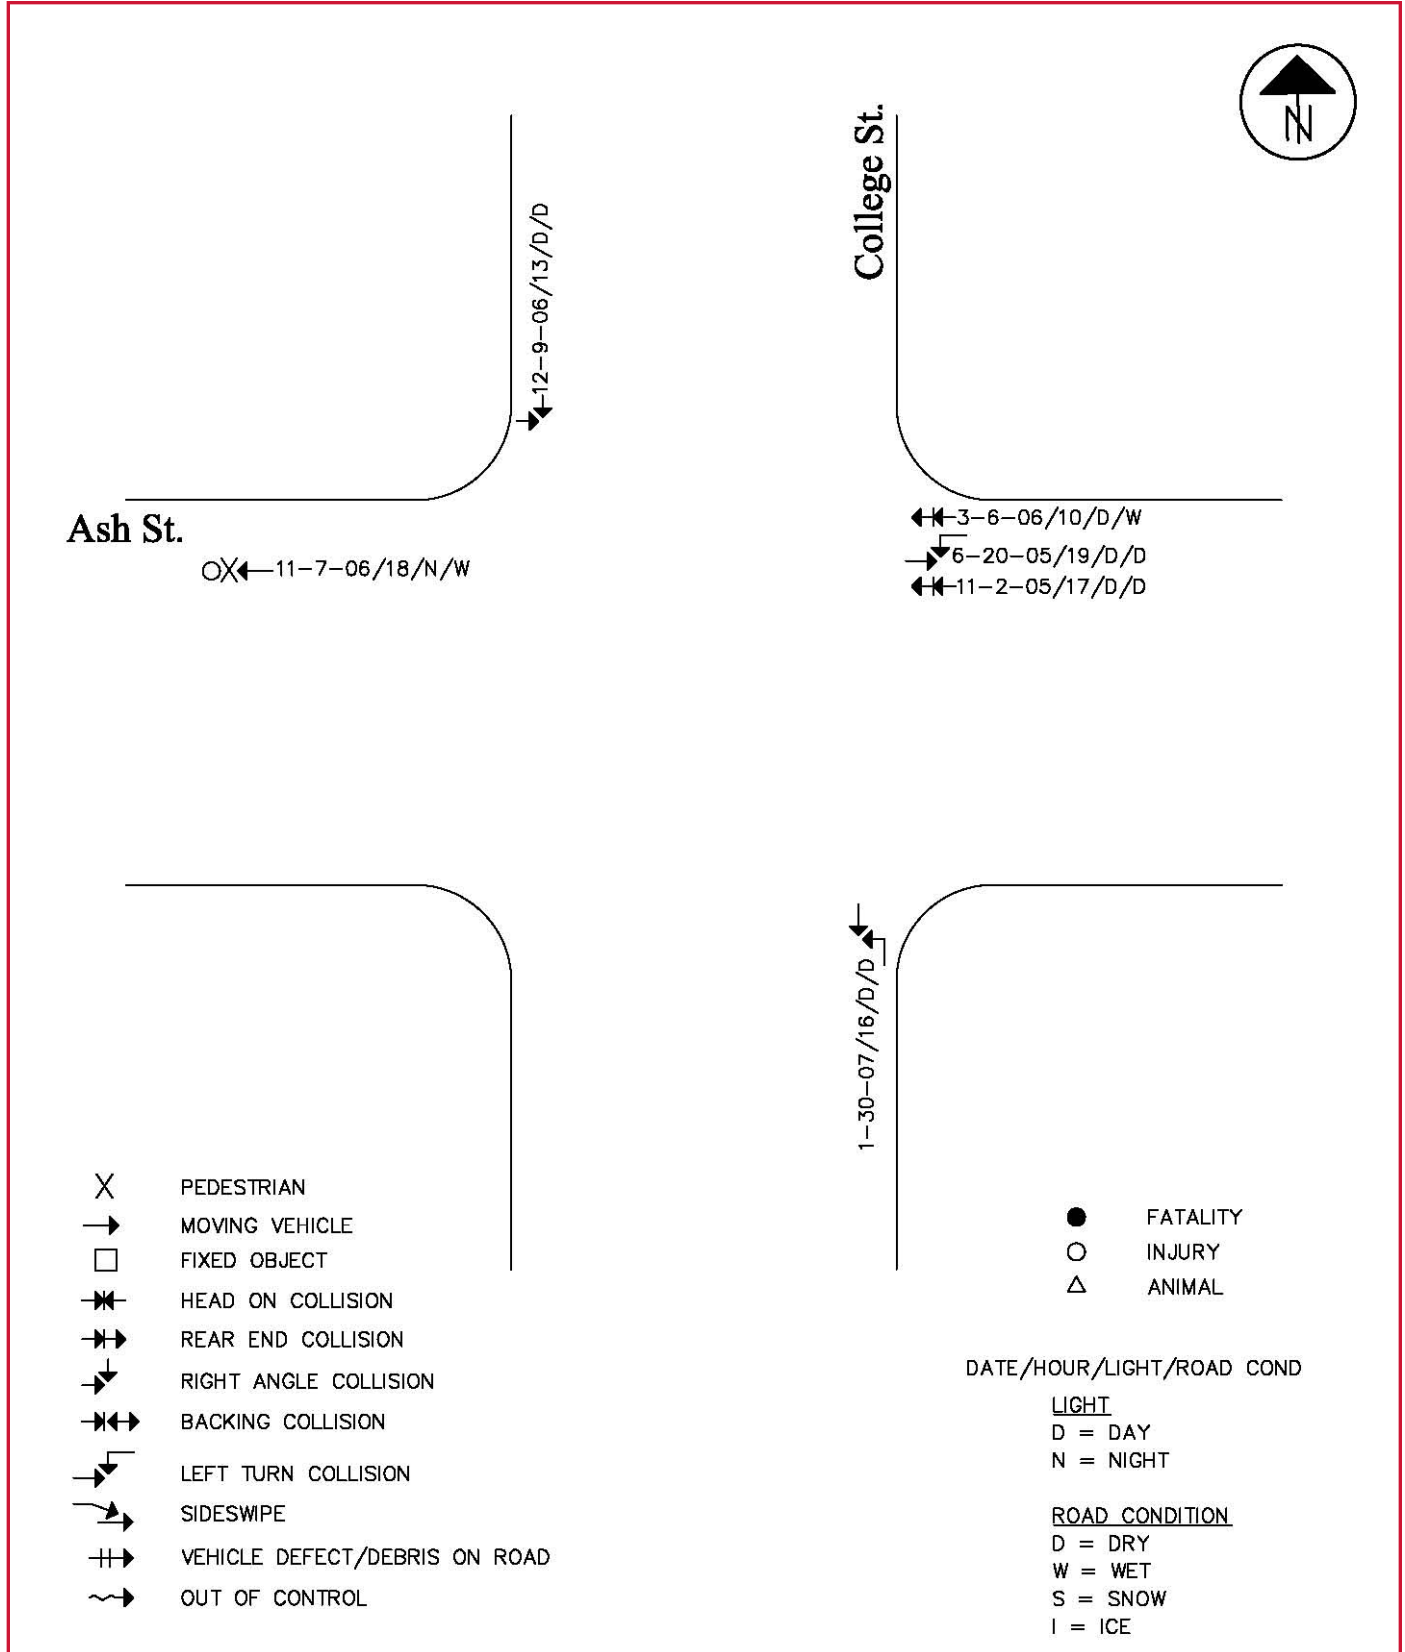 N
College St.
12-9-06/13/D/D
Ash St.
3-6-06/10/D/W
6-20-05/19/D/D
11-2-05/17/D/D
11-7-06/18/N/W
1-30-07/16/D/D
X PEDESTRIAN
MOVING VEHICLE
FIXED OBJECT
HEAD ON COLLISION
REAR END COLLISION
RIGHT ANGLE COLLISION
BACKING COLLISION
LEFT TURN COLLISION
SIDESWIPE
VEHICLE DEFECT/DEBRIS ON ROAD
OUT OF CONTROL
FATALITY
INJURY
ANIMAL
DATE/HOUR/LIGHT/ROAD COND
LIGHT
D = DAY
N = NIGHT
ROAD CONDITION
D = DRY
W = WET
S = SNOW
I = ICE